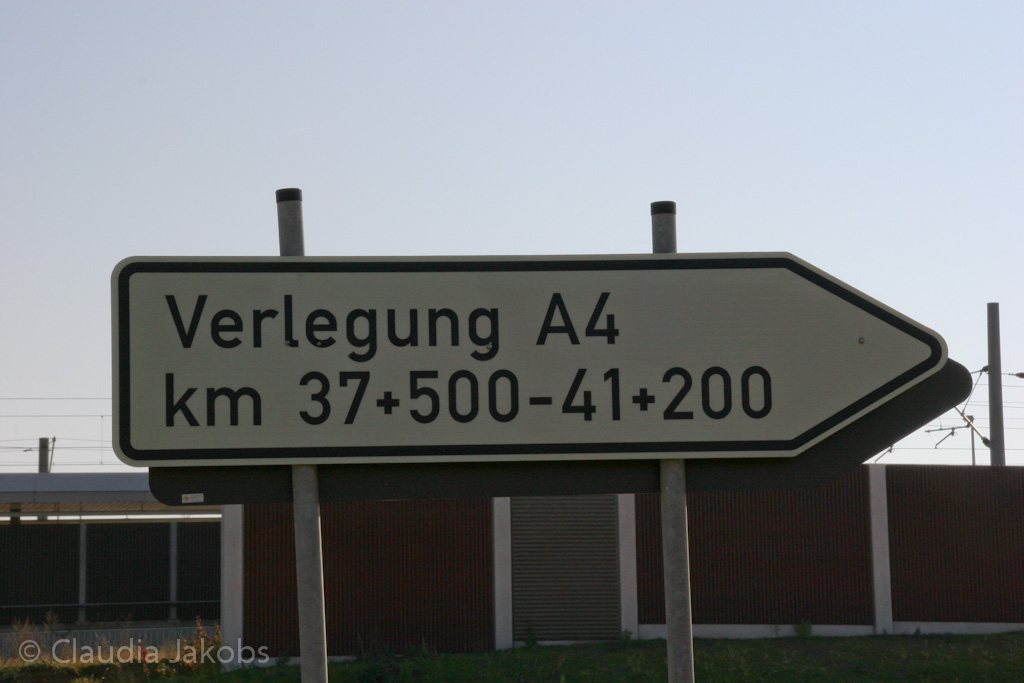 Verlegung A4
km 37+500-41+200
© Claudia Jakobs